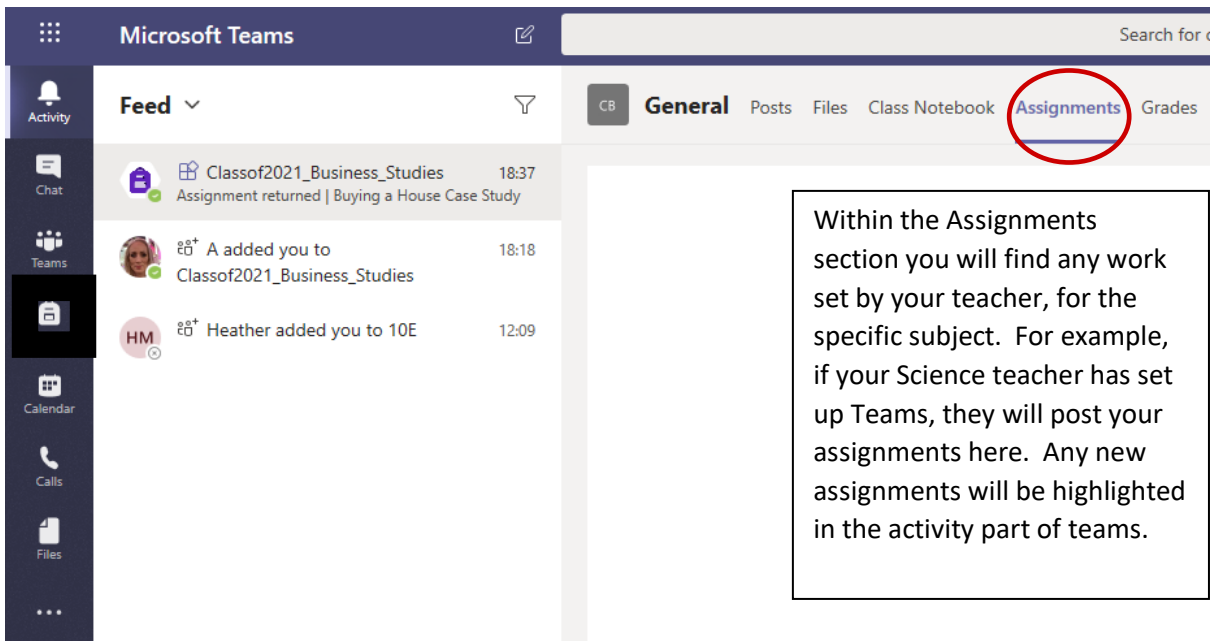 Microsoft Teams
Search for
Activity
Chat
Teams
Calendar
Calls
Files
Feed
Classof2021_Business_Studies 18:37
Assignment returned | Buying a House Case Study
A added you to 18:18
Classof2021_Business_Studies
HM
Heather added you to 10E 12:09
CB General Posts Files Class Notebook Assignments Grades
Within the Assignments
section you will find any work
set by your teacher, for the
specific subject. For example,
if your Science teacher has set
up Teams, they will post your
assignments here. Any new
assignments will be highlighted
in the activity part of teams.